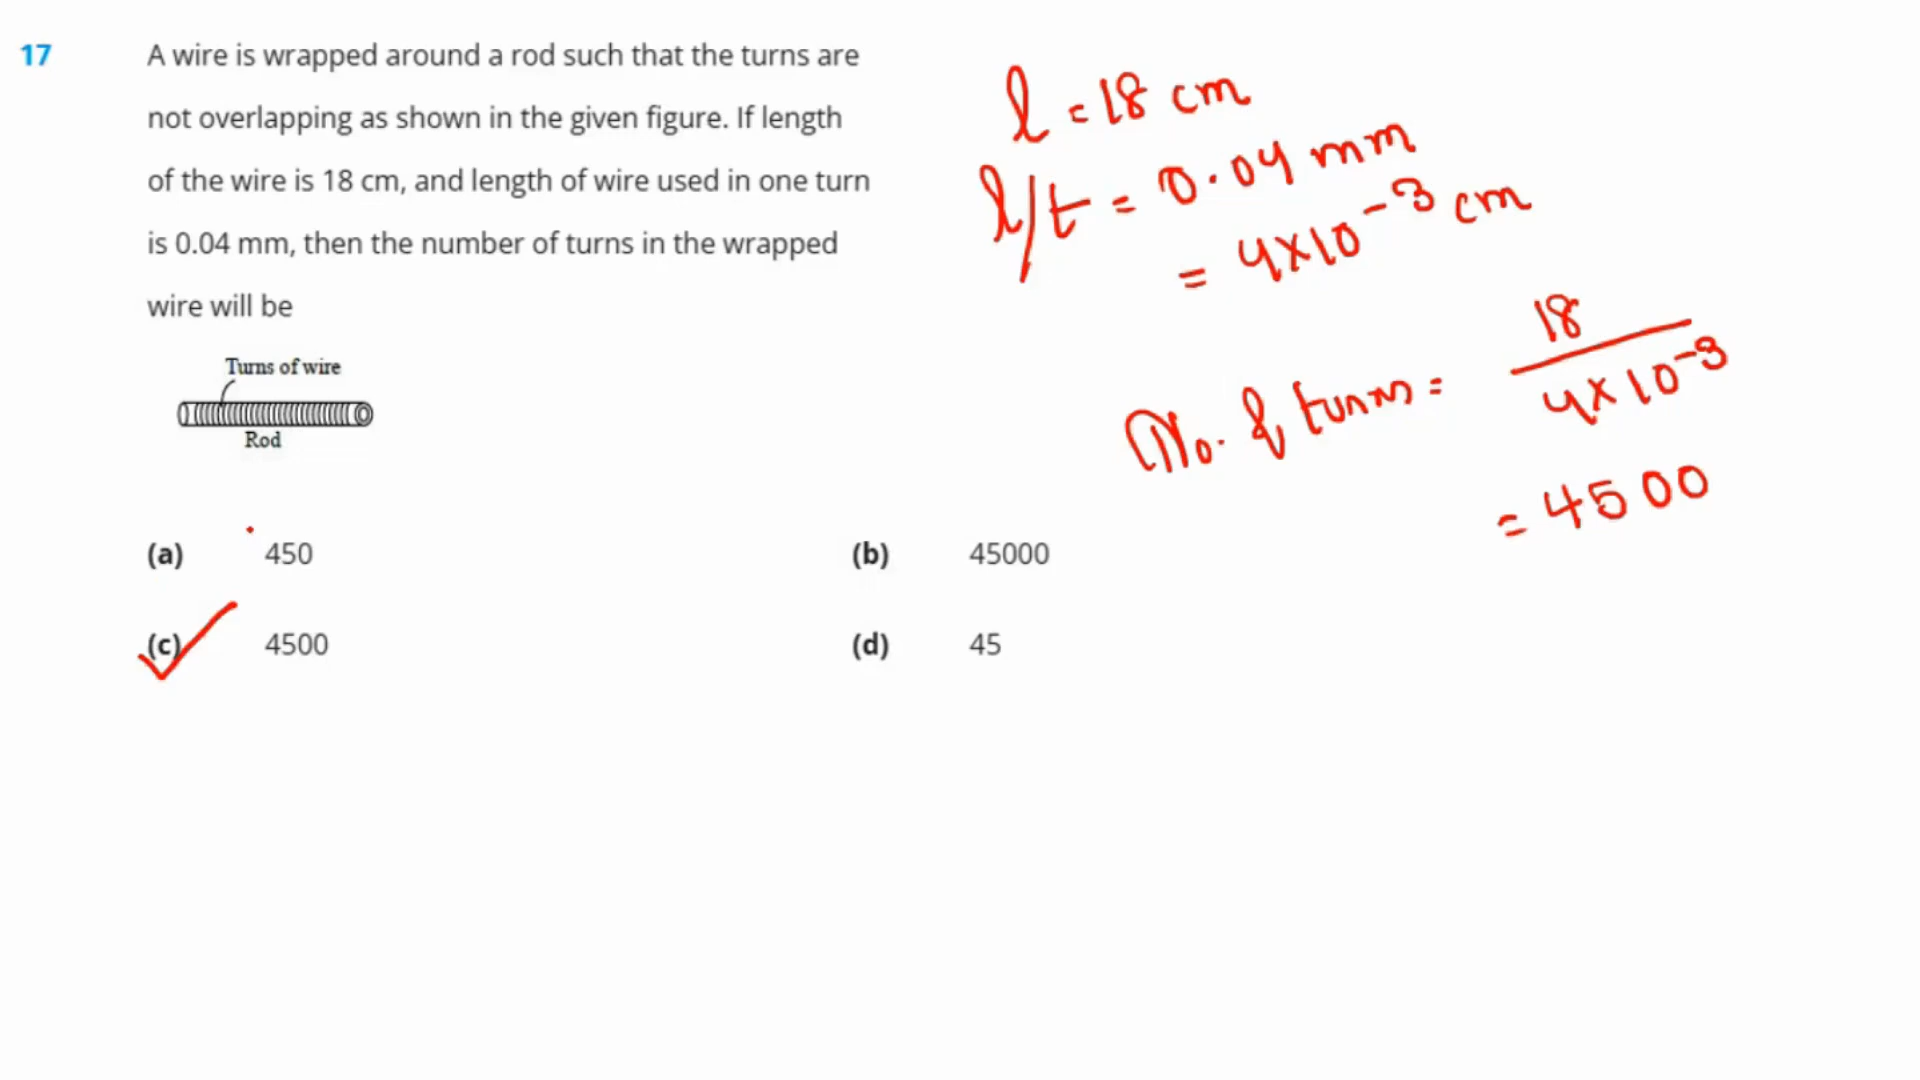 17
A wire is wrapped around a rod such that the turns are
not overlapping as shown in the given figure. If length
of the wire is 18 cm, and length of wire used in one turn
is 0.04 mm, then the number of turns in the wrapped
wire will be
Turns of wire
Rod
(a) 450
(b) 45000
(c) 4500
(d) 45
l = 18 cm
l/t = 0.04 mm
= 4×10⁻³ cm
No. of turns = 18 / 4×10⁻³
= 4500